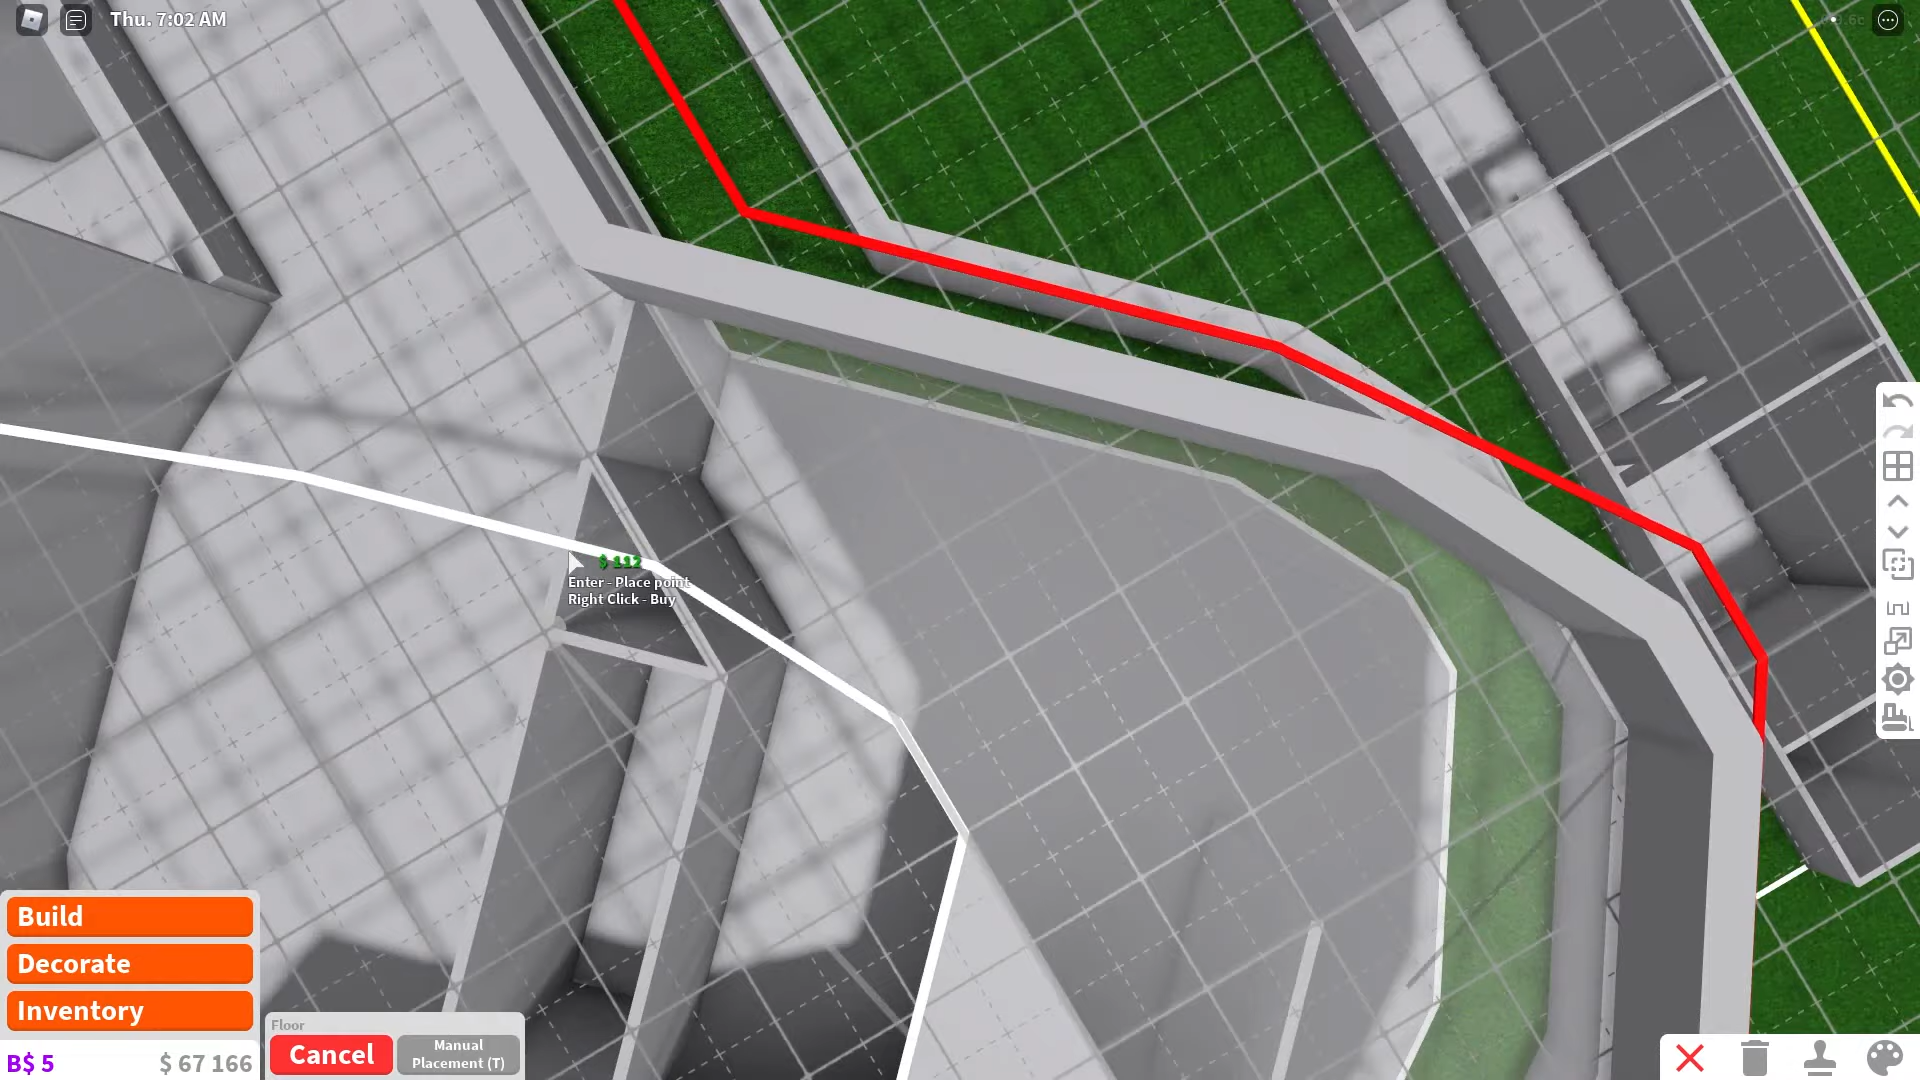 Thu. 7:02 AM
$ 112
Enter - Place point
Right Click - Buy
Build
Decorate
Inventory
B$ 5
$ 67 166
Floor
Cancel
Manual
Placement (T)